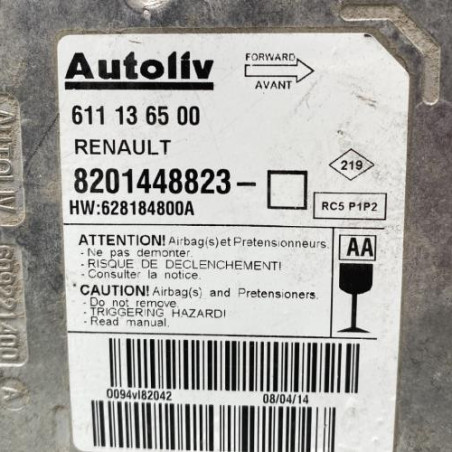 Autoliv
FORWARD
AVANT
611 13 65 00
RENAULT
219
8201448823-
HW:628184800A
RC5 P1P2
ATTENTION! Airbag(s)et Pretensionneurs.
- Ne pas demonter.
- RISQUE DE DECLENCHEMENT!
- Consulter la notice.
AA
CAUTION! Airbag(s) and Pretensioners.
- Do not remove.
- TRIGGERING HAZARD!
- Read manual.
0094vl82042
08/04/14
AUTOLIV